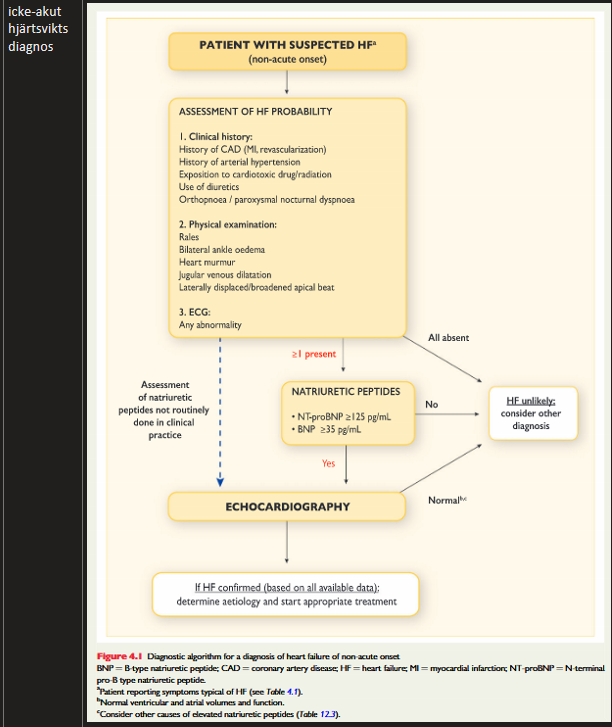 icke-akut
hjärtsvikts
diagnos
PATIENT WITH SUSPECTED HFa
(non-acute onset)
ASSESSMENT OF HF PROBABILITY
1. Clinical history:
History of CAD (MI, revascularization)
History of arterial hypertension
Exposition to cardiotoxic drug/radiation
Use of diuretics
Orthopnoea / paroxysmal nocturnal dyspnoea
2. Physical examination:
Rales
Bilateral ankle oedema
Heart murmur
Jugular venous dilatation
Laterally displaced/broadened apical beat
3. ECG:
Any abnormality
All absent
≥1 present
Assessment
of natriuretic
peptides not routinely
done in clinical
practice
NATRIURETIC PEPTIDES
• NT-proBNP ≥125 pg/mL
• BNP ≥35 pg/mL
No
HF unlikely:
consider other
diagnosis
Yes
Normalb,c
ECHOCARDIOGRAPHY
If HF confirmed (based on all available data):
determine aetiology and start appropriate treatment
Figure 4.1 Diagnostic algorithm for a diagnosis of heart failure of non-acute onset
BNP = B-type natriuretic peptide; CAD = coronary artery disease; HF = heart failure; MI = myocardial infarction; NT-proBNP = N-terminal
pro-B type natriuretic peptide.
aPatient reporting symptoms typical of HF (see Table 4.1).
bNormal ventricular and atrial volumes and function.
cConsider other causes of elevated natriuretic peptides (Table 12.3).